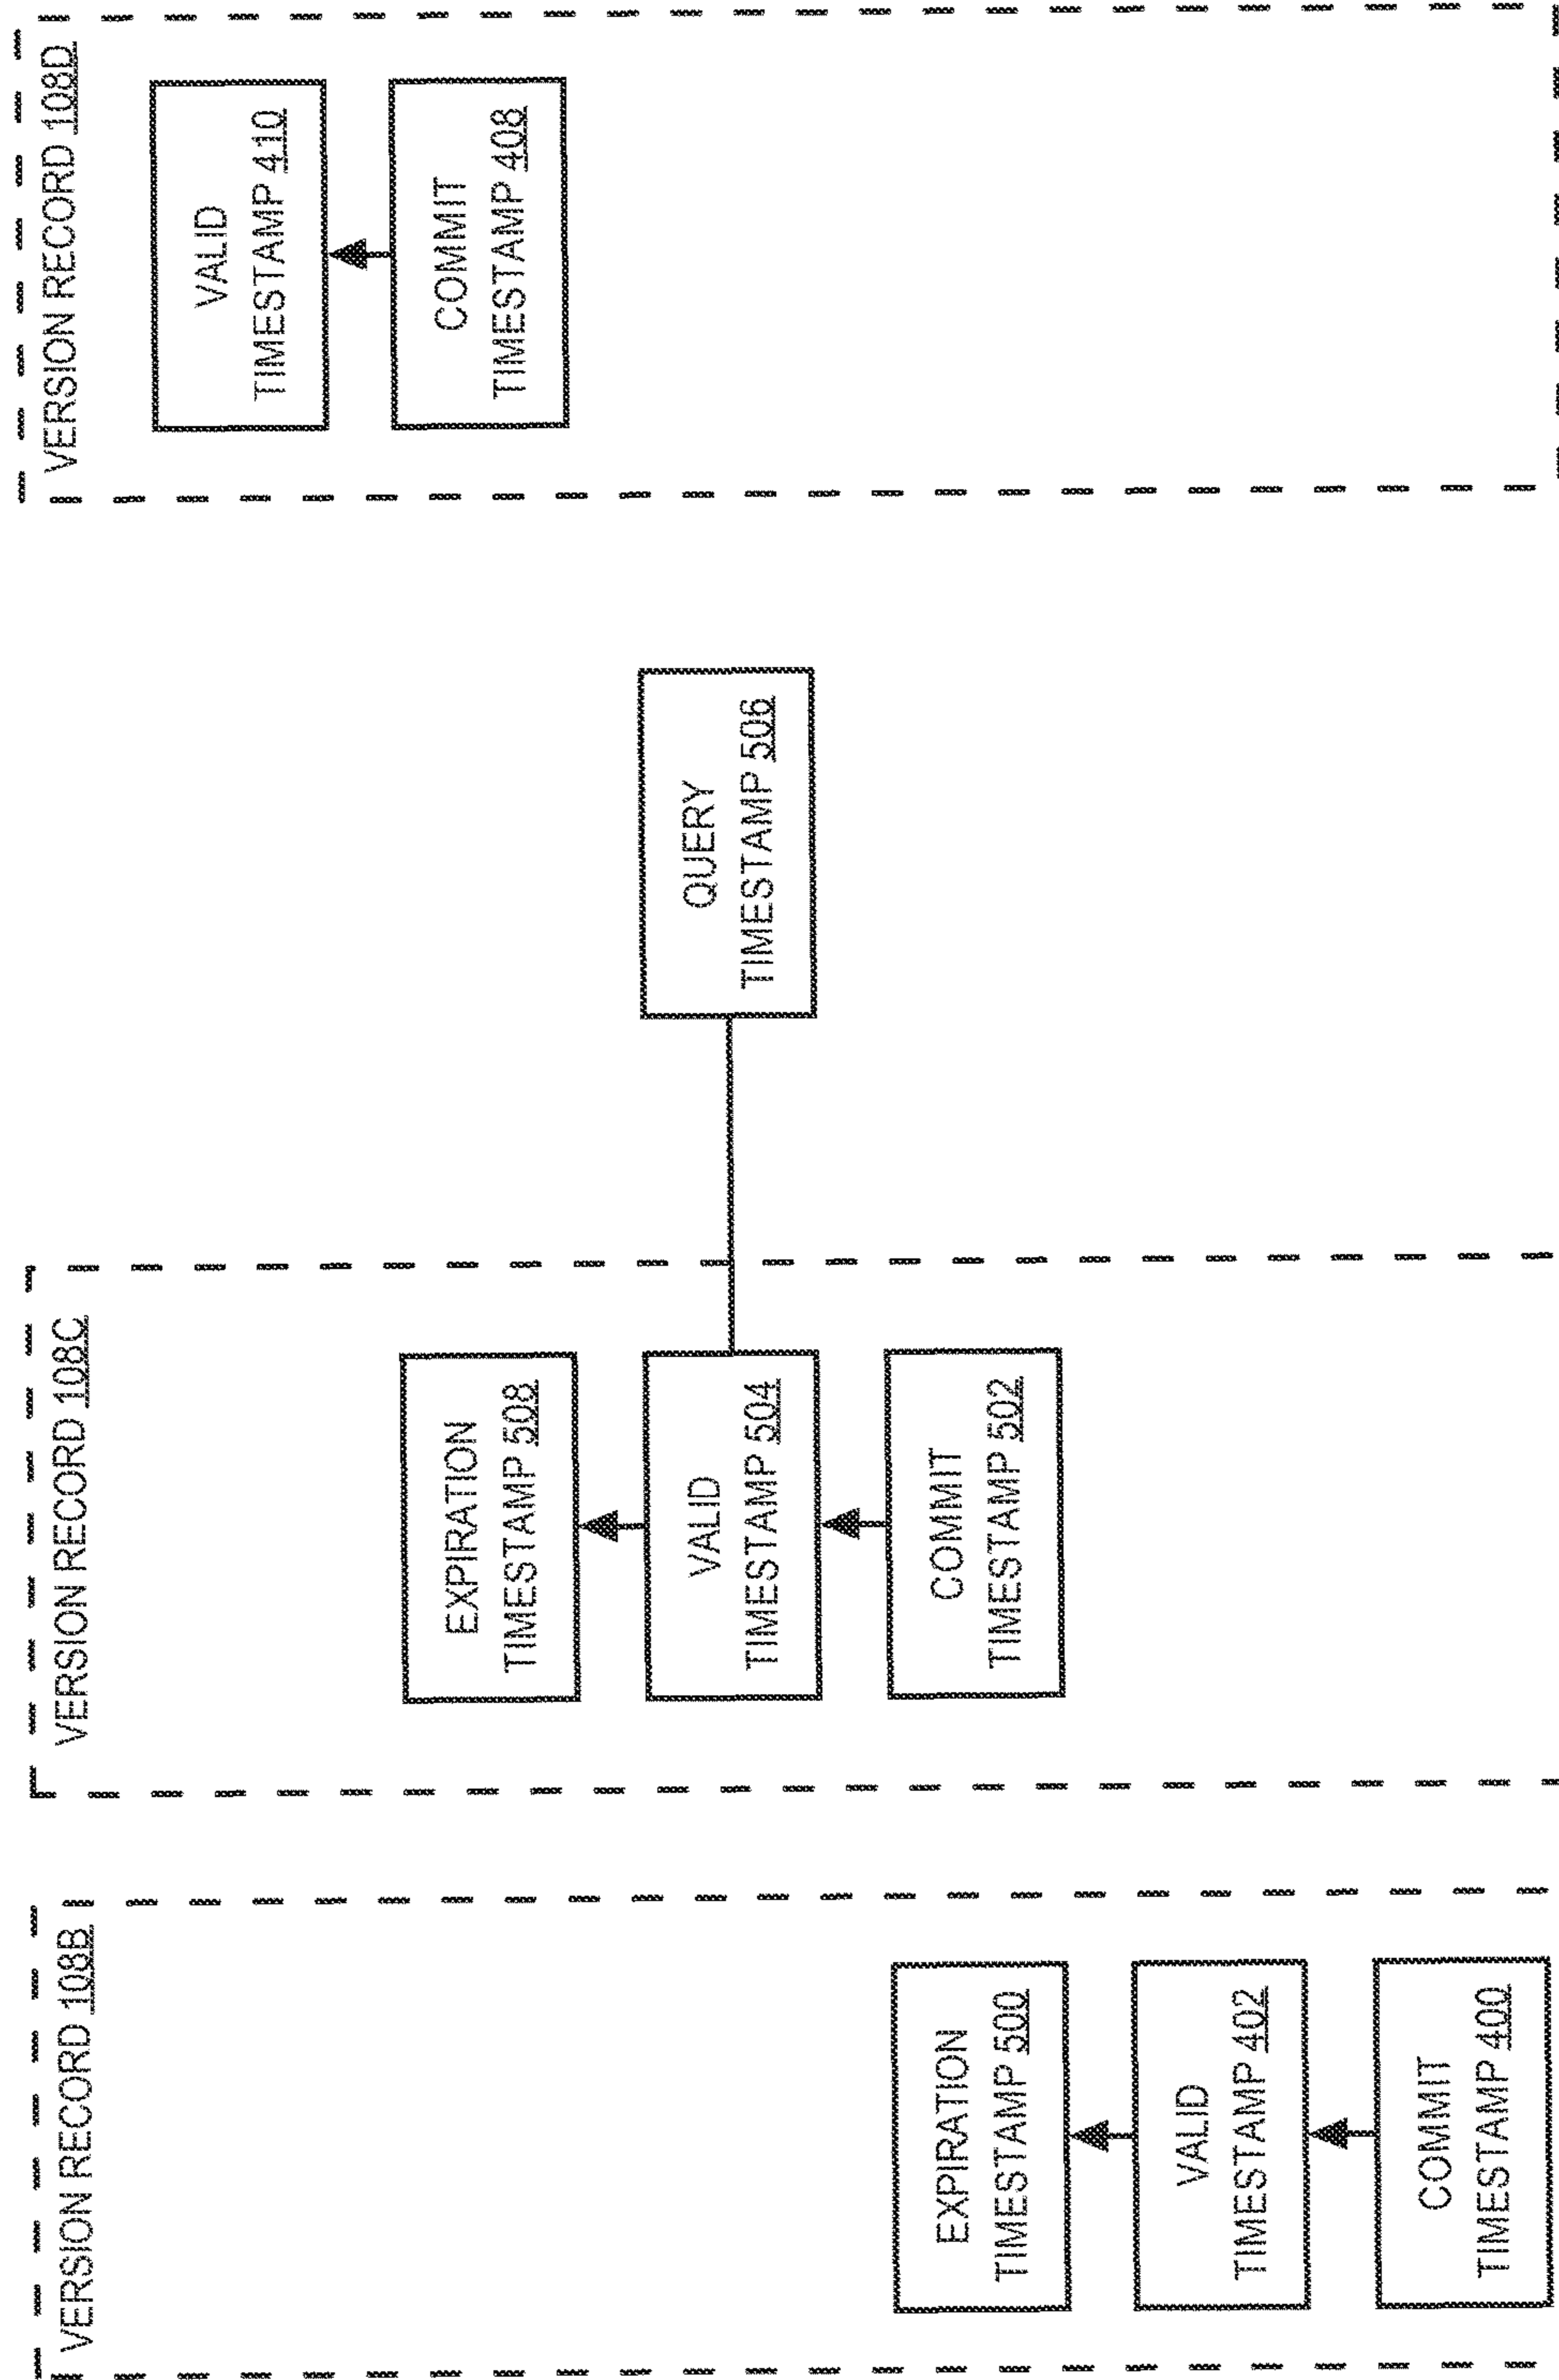 VERSION RECORD 108B
EXPIRATION
TIMESTAMP 500
VALID
TIMESTAMP 402
COMMIT
TIMESTAMP 400
VERSION RECORD 108C
EXPIRATION
TIMESTAMP 508
VALID
TIMESTAMP 504
COMMIT
TIMESTAMP 502
QUERY
TIMESTAMP 506
VERSION RECORD 108D
VALID
TIMESTAMP 410
COMMIT
TIMESTAMP 408